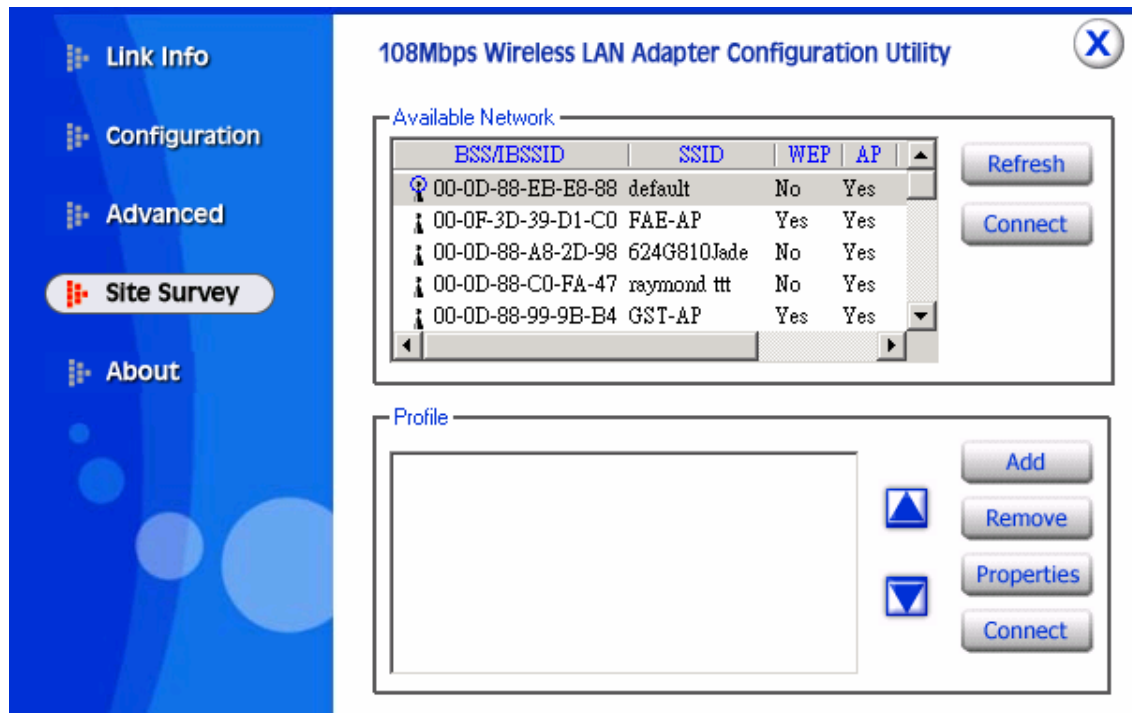 Link Info
Configuration
Advanced
Site Survey
About
108Mbps Wireless LAN Adapter Configuration Utility
X
Available Network
BSS/IBSSID SSID WEP AP
00-0D-88-EB-E8-88 default No Yes
00-0F-3D-39-D1-C0 FAE-AP Yes Yes
00-0D-88-A8-2D-98 624G810Jade No Yes
00-0D-88-C0-FA-47 raymond ttt No Yes
00-0D-88-99-9B-B4 GST-AP Yes Yes
Refresh
Connect
Profile
Add
Remove
Properties
Connect